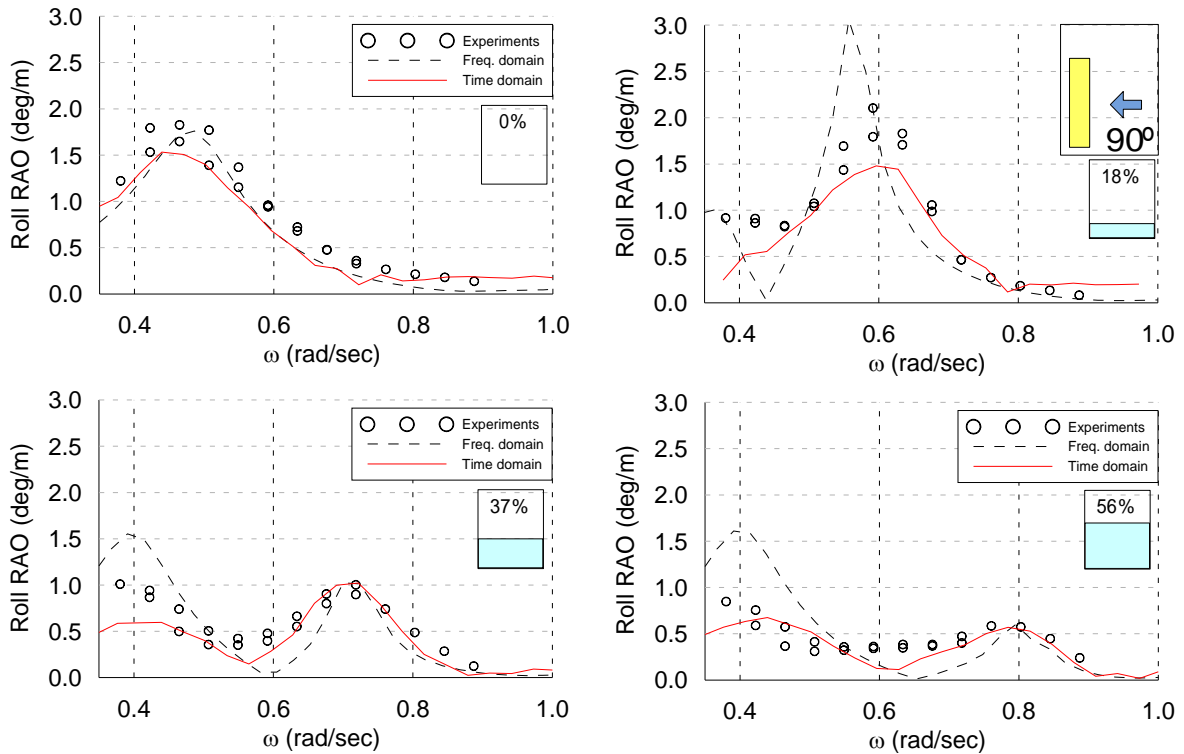 3.0
2.5
2.0
1.5
1.0
0.5
0.0
Roll RAO (deg/m)
Experiments
Freq. domain
Time domain
0%
0.4 0.6 0.8 1.0
ω (rad/sec)
3.0
2.5
2.0
1.5
1.0
0.5
0.0
Roll RAO (deg/m)
90º
18%
0.4 0.6 0.8 1.0
ω (rad/sec)
3.0
2.5
2.0
1.5
1.0
0.5
0.0
Roll RAO (deg/m)
Experiments
Freq. domain
Time domain
37%
0.4 0.6 0.8 1.0
ω (rad/sec)
3.0
2.5
2.0
1.5
1.0
0.5
0.0
Roll RAO (deg/m)
Experiments
Freq. domain
Time domain
56%
0.4 0.6 0.8 1.0
ω (rad/sec)